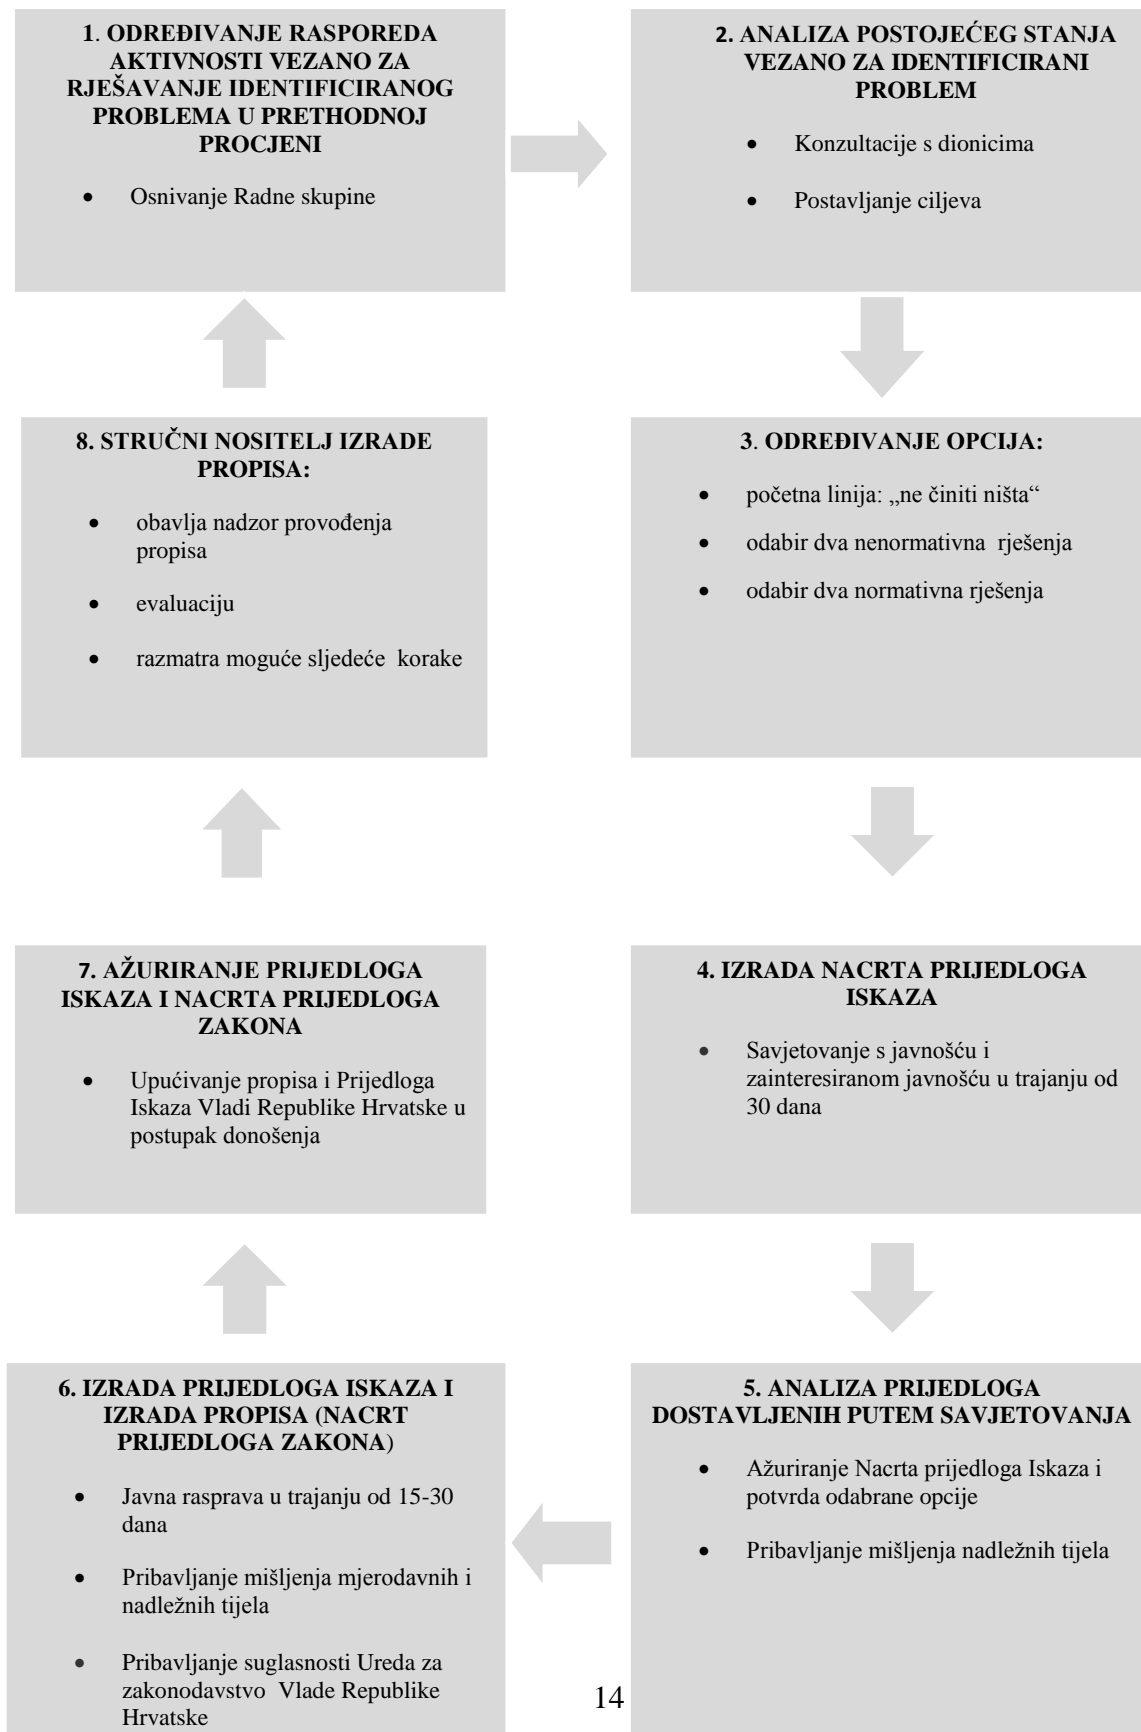 1. ODREĐIVANJE RASPOREDA
AKTIVNOSTI VEZANO ZA
RJEŠAVANJE IDENTIFICIRANOG
PROBLEMA U PRETHODNOJ
PROCJENI
• Osnivanje Radne skupine
2. ANALIZA POSTOJEĆEG STANJA
VEZANO ZA IDENTIFICIRANI
PROBLEM
• Konzultacije s dionicima
• Postavljanje ciljeva
3. ODREĐIVANJE OPCIJA:
• početna linija: „ne činiti ništa“
• odabir dva nenormativna rješenja
• odabir dva normativna rješenja
4. IZRADA NACRTA PRIJEDLOGA
ISKAZA
• Savjetovanje s javnošću i
zainteresiranom javnošću u trajanju od
30 dana
5. ANALIZA PRIJEDLOGA
DOSTAVLJENIH PUTEM SAVJETOVANJA
• Ažuriranje Nacrta prijedloga Iskaza i
potvrda odabrane opcije
• Pribavljanje mišljenja nadležnih tijela
6. IZRADA PRIJEDLOGA ISKAZA I
IZRADA PROPISA (NACRT
PRIJEDLOGA ZAKONA)
• Javna rasprava u trajanju od 15-30
dana
• Pribavljanje mišljenja mjerodavnih i
nadležnih tijela
• Pribavljanje suglasnosti Ureda za
zakonodavstvo Vlade Republike
Hrvatske
7. AŽURIRANJE PRIJEDLOGA
ISKAZA I NACRTA PRIJEDLOGA
ZAKONA
• Upućivanje propisa i Prijedloga
Iskaza Vladi Republike Hrvatske u
postupak donošenja
8. STRUČNI NOSITELJ IZRADE
PROPISA:
• obavlja nadzor provođenja
propisa
• evaluaciju
• razmatra moguće sljedeće korake
14